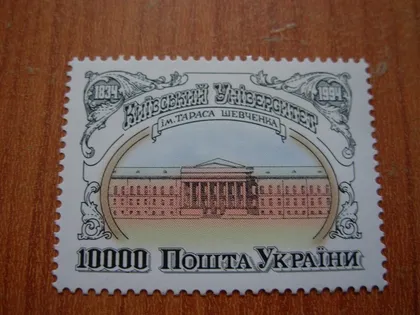 1834 Київський Університет 1994
ім. Тараса Шевченка
10000 Пошта України